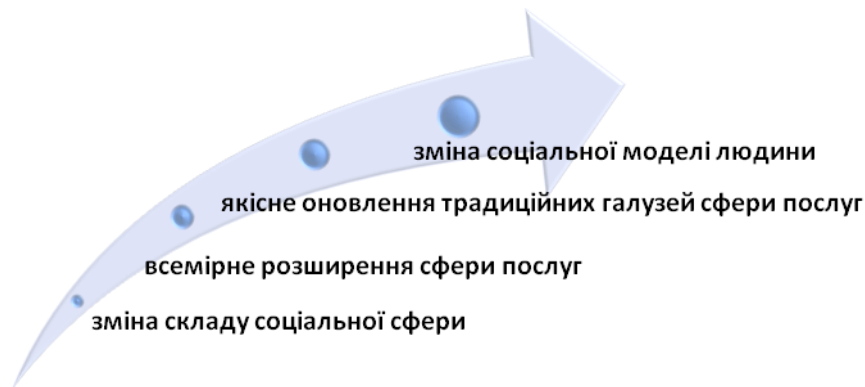 зміна соціальної моделі людини
якісне оновлення традиційних галузей сфери послуг
всемірне розширення сфери послуг
зміна складу соціальної сфери